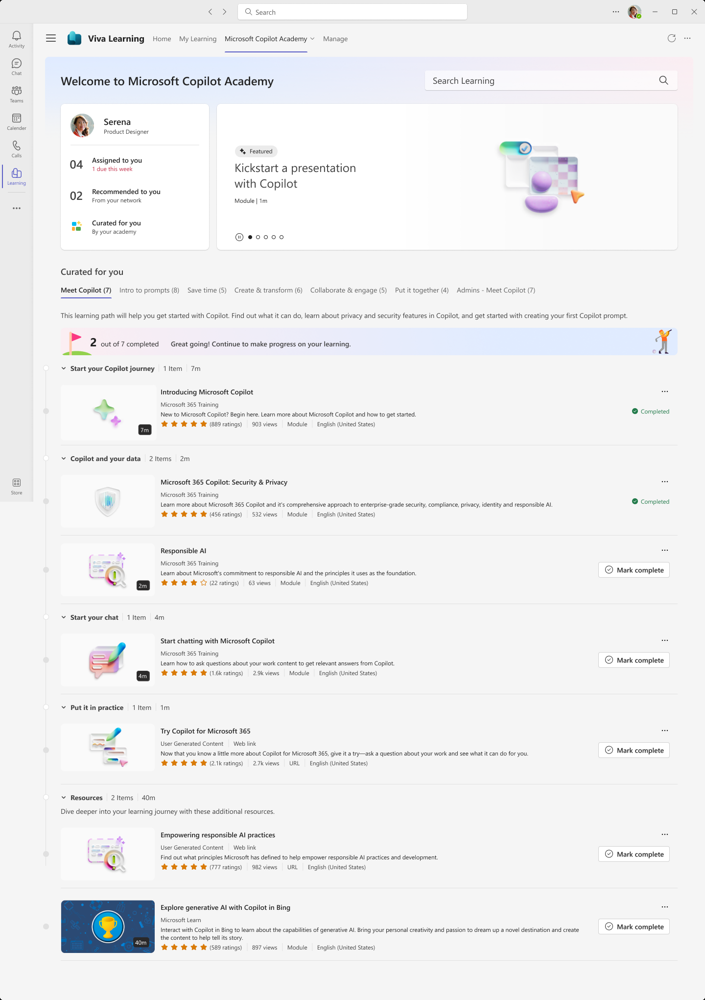 Search
Activity
Chat
Teams
Calender
Calls
Learning
Store
Viva Learning Home My Learning Microsoft Copilot Academy Manage
Welcome to Microsoft Copilot Academy
Search Learning
Serena
Product Designer
04 Assigned to you
1 due this week
02 Recommended to you
From your network
Curated for you
By your academy
Featured
Kickstart a presentation
with Copilot
Module | 1m
Curated for you
Meet Copilot (7) Intro to prompts (8) Save time (5) Create & transform (6) Collaborate & engage (5) Put it together (4) Admins - Meet Copilot (7)
This learning path will help you get started with Copilot. Find out what it can do, learn about privacy and security features in Copilot, and get started with creating your first Copilot prompt.
2 out of 7 completed Great going! Continue to make progress on your learning.
Start your Copilot journey 1 Item 7m
7m
Introducing Microsoft Copilot
Microsoft 365 Training
New to Microsoft Copilot? Begin here. Learn more about Microsoft Copilot and how to get started.
(889 ratings) 903 views Module English (United States)
Completed
Copilot and your data 2 Items 2m
Microsoft 365 Copilot: Security & Privacy
Microsoft 365 Training
Learn more about Microsoft 365 Copilot and it's comprehensive approach to enterprise-grade security, compliance, privacy, identity and responsible AI.
(456 ratings) 532 views Module English (United States)
Completed
2m
Responsible AI
Microsoft 365 Training
Learn about Microsoft's commitment to responsible AI and the principles it uses as the foundation.
(22 ratings) 63 views Module English (United States)
Mark complete
Start your chat 1 Item 4m
4m
Start chatting with Microsoft Copilot
Microsoft 365 Training
Learn how to ask questions about your work content to get relevant answers from Copilot.
(1.6k ratings) 2.9k views Module English (United States)
Mark complete
Put it in practice 1 Item 1m
Try Copilot for Microsoft 365
User Generated Content Web link
Now that you know a little more about Copilot for Microsoft 365, give it a try—ask a question about your work and see what it can do for you.
(2.1k ratings) 2.7k views URL English (United States)
Mark complete
Resources 2 Items 40m
Dive deeper into your learning journey with these additional resources.
Empowering responsible AI practices
User Generated Content Web link
Find out what principles Microsoft has defined to help empower responsible AI practices and development.
(777 ratings) 982 views URL English (United States)
Mark complete
40m
Explore generative AI with Copilot in Bing
Microsoft Learn
Interact with Copilot in Bing to learn about the capabilities of generative AI. Bring your personal creativity and passion to dream up a novel destination and create
the content to help tell its story.
(589 ratings) 897 views Module English (United States)
Mark complete